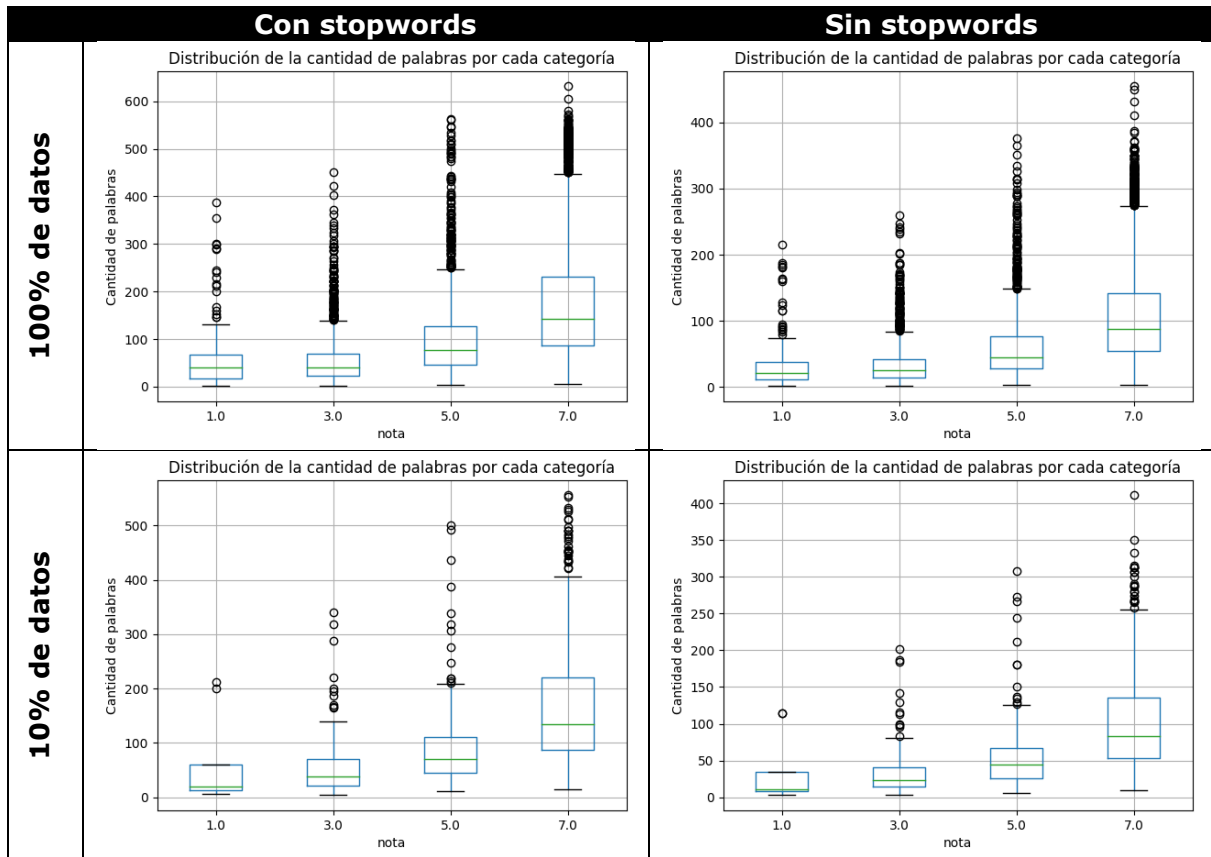 Con stopwords
Sin stopwords
100% de datos
Distribución de la cantidad de palabras por cada categoría
Cantidad de palabras
600
500
400
300
200
100
0
1.0 3.0 5.0 7.0
nota
Distribución de la cantidad de palabras por cada categoría
Cantidad de palabras
400
300
200
100
0
1.0 3.0 5.0 7.0
nota
10% de datos
Distribución de la cantidad de palabras por cada categoría
Cantidad de palabras
500
400
300
200
100
0
1.0 3.0 5.0 7.0
nota
Distribución de la cantidad de palabras por cada categoría
Cantidad de palabras
400
350
300
250
200
150
100
50
0
1.0 3.0 5.0 7.0
nota